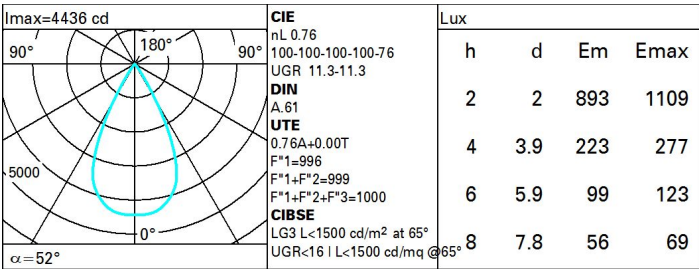 Imax=4436 cd
90°
180°
90°
5000
0°
α=52°
CIE
nL 0.76
100-100-100-100-76
UGR 11.3-11.3
DIN
A.61
UTE
0.76A+0.00T
F"1=996
F"1+F"2=999
F"1+F"2+F"3=1000
CIBSE
LG3 L<1500 cd/m² at 65°
UGR<16 | L<1500 cd/mq @65°
Lux
h d Em Emax
2 2 893 1109
4 3.9 223 277
6 5.9 99 123
8 7.8 56 69